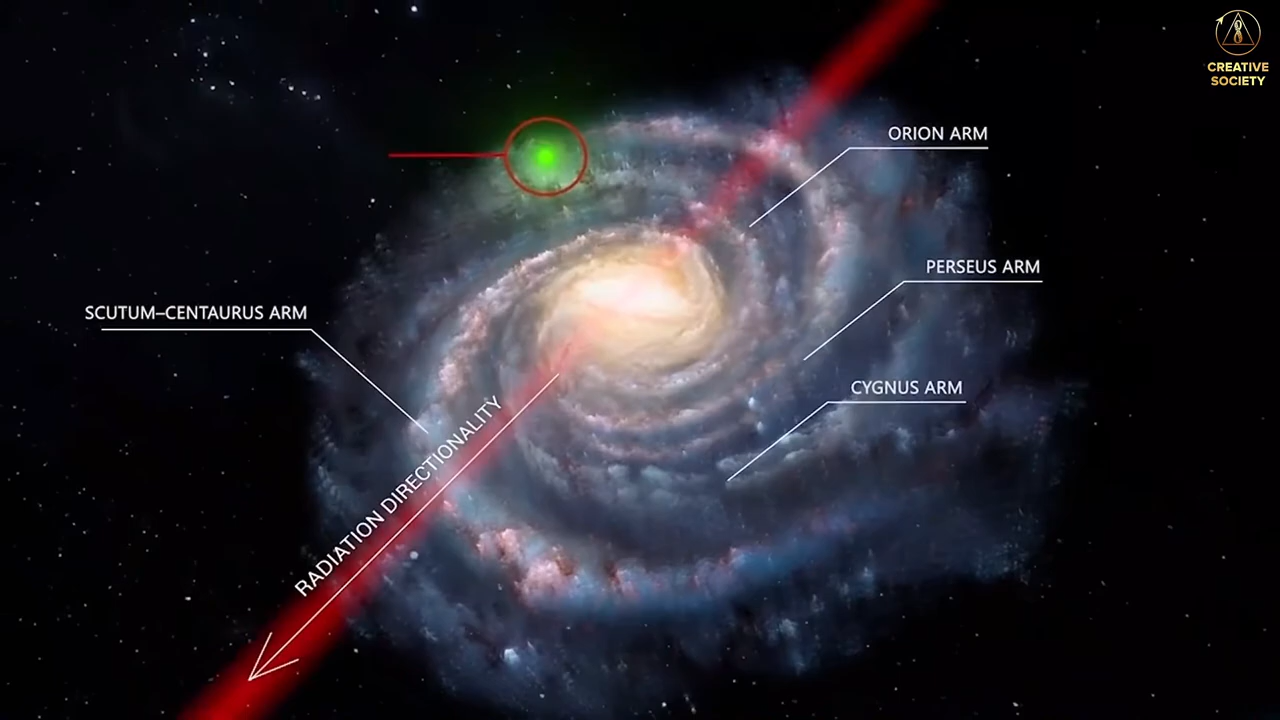 CREATIVE
SOCIETY
ORION ARM
PERSEUS ARM
SCUTUM–CENTAURUS ARM
CYGNUS ARM
RADIATION DIRECTIONALITY